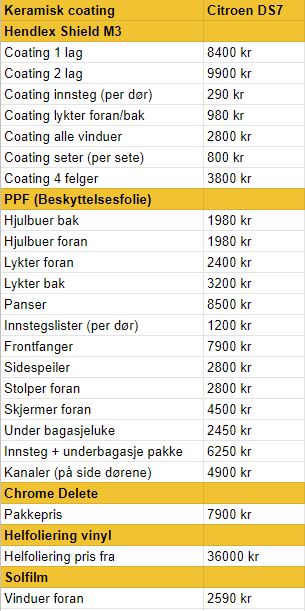 Keramisk coating Citroen DS7
Hendlex Shield M3
Coating 1 lag 8400 kr
Coating 2 lag 9900 kr
Coating innsteg (per dør) 290 kr
Coating lykter foran/bak 980 kr
Coating alle vinduer 2800 kr
Coating seter (per sete) 800 kr
Coating 4 felger 3800 kr
PPF (Beskyttelsesfolie)
Hjulbuer bak 1980 kr
Hjulbuer foran 1980 kr
Lykter foran 2400 kr
Lykter bak 3200 kr
Panser 8500 kr
Innstegslister (per dør) 1200 kr
Frontfanger 7900 kr
Sidespeiler 2800 kr
Stolper foran 2800 kr
Skjermer foran 4500 kr
Under bagasjeluke 2450 kr
Innsteg + underbagasje pakke 6250 kr
Kanaler (på side dørene) 4900 kr
Chrome Delete
Pakkepris 7900 kr
Helfoliering vinyl
Helfoliering pris fra 36000 kr
Solfilm
Vinduer foran 2590 kr